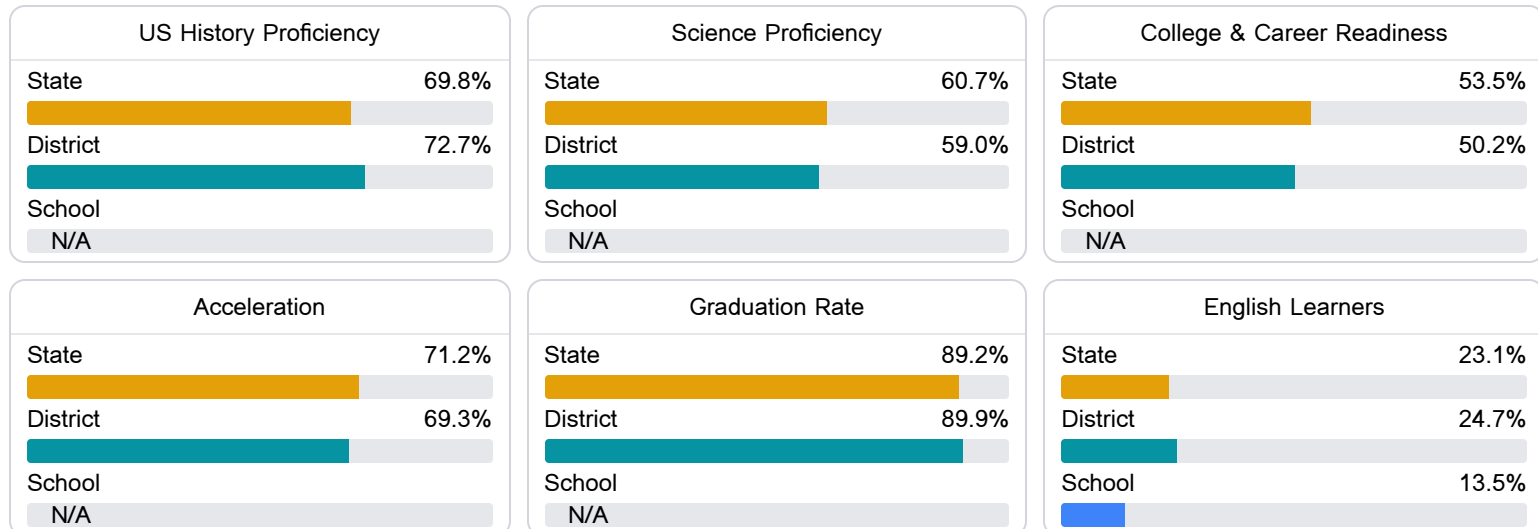 US History Proficiency
State 69.8%
District 72.7%
School
N/A
Science Proficiency
State 60.7%
District 59.0%
School
N/A
College & Career Readiness
State 53.5%
District 50.2%
School
N/A
Acceleration
State 71.2%
District 69.3%
School
N/A
Graduation Rate
State 89.2%
District 89.9%
School
N/A
English Learners
State 23.1%
District 24.7%
School 13.5%